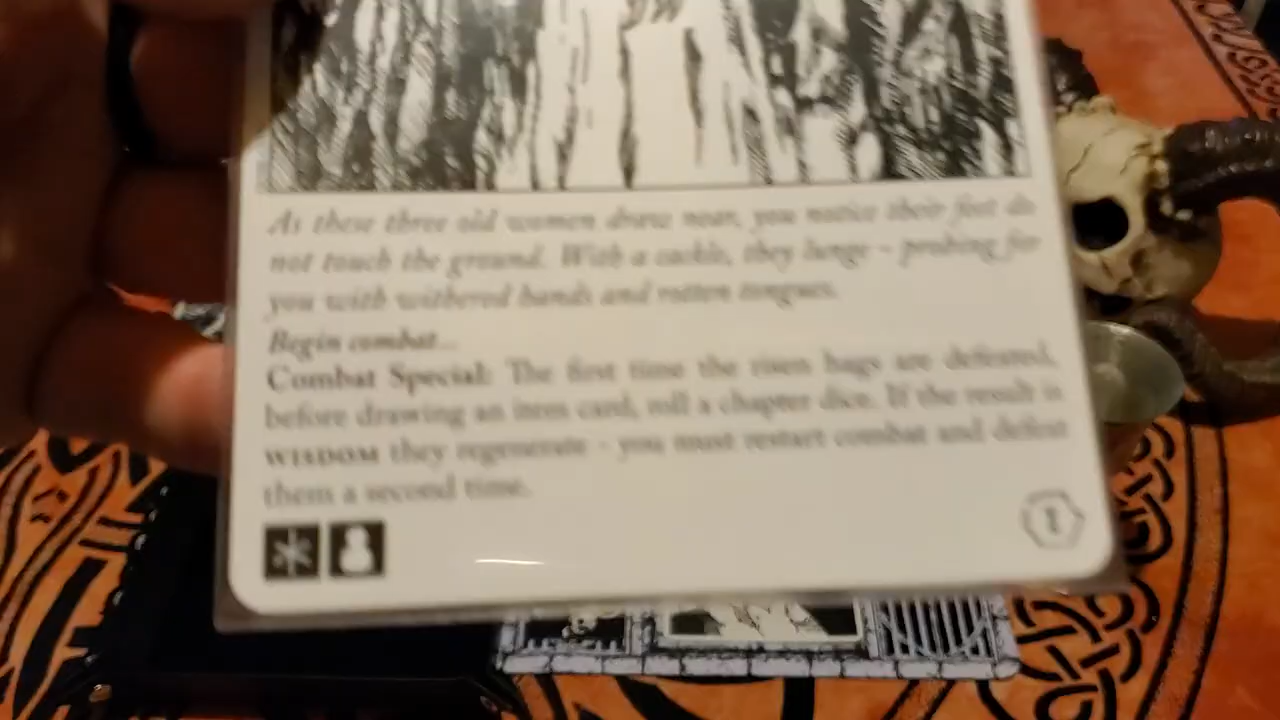 As these three old women draw near, you notice their feet do
not touch the ground. With a cackle, they lunge - probing for
you with withered hands and rotten tongues.
Begin combat...
Combat Special: The first time the risen hags are defeated,
before drawing an item card, roll a chapter dice. If the result is
WISDOM they regenerate - you must restart combat and defeat
them a second time.
1